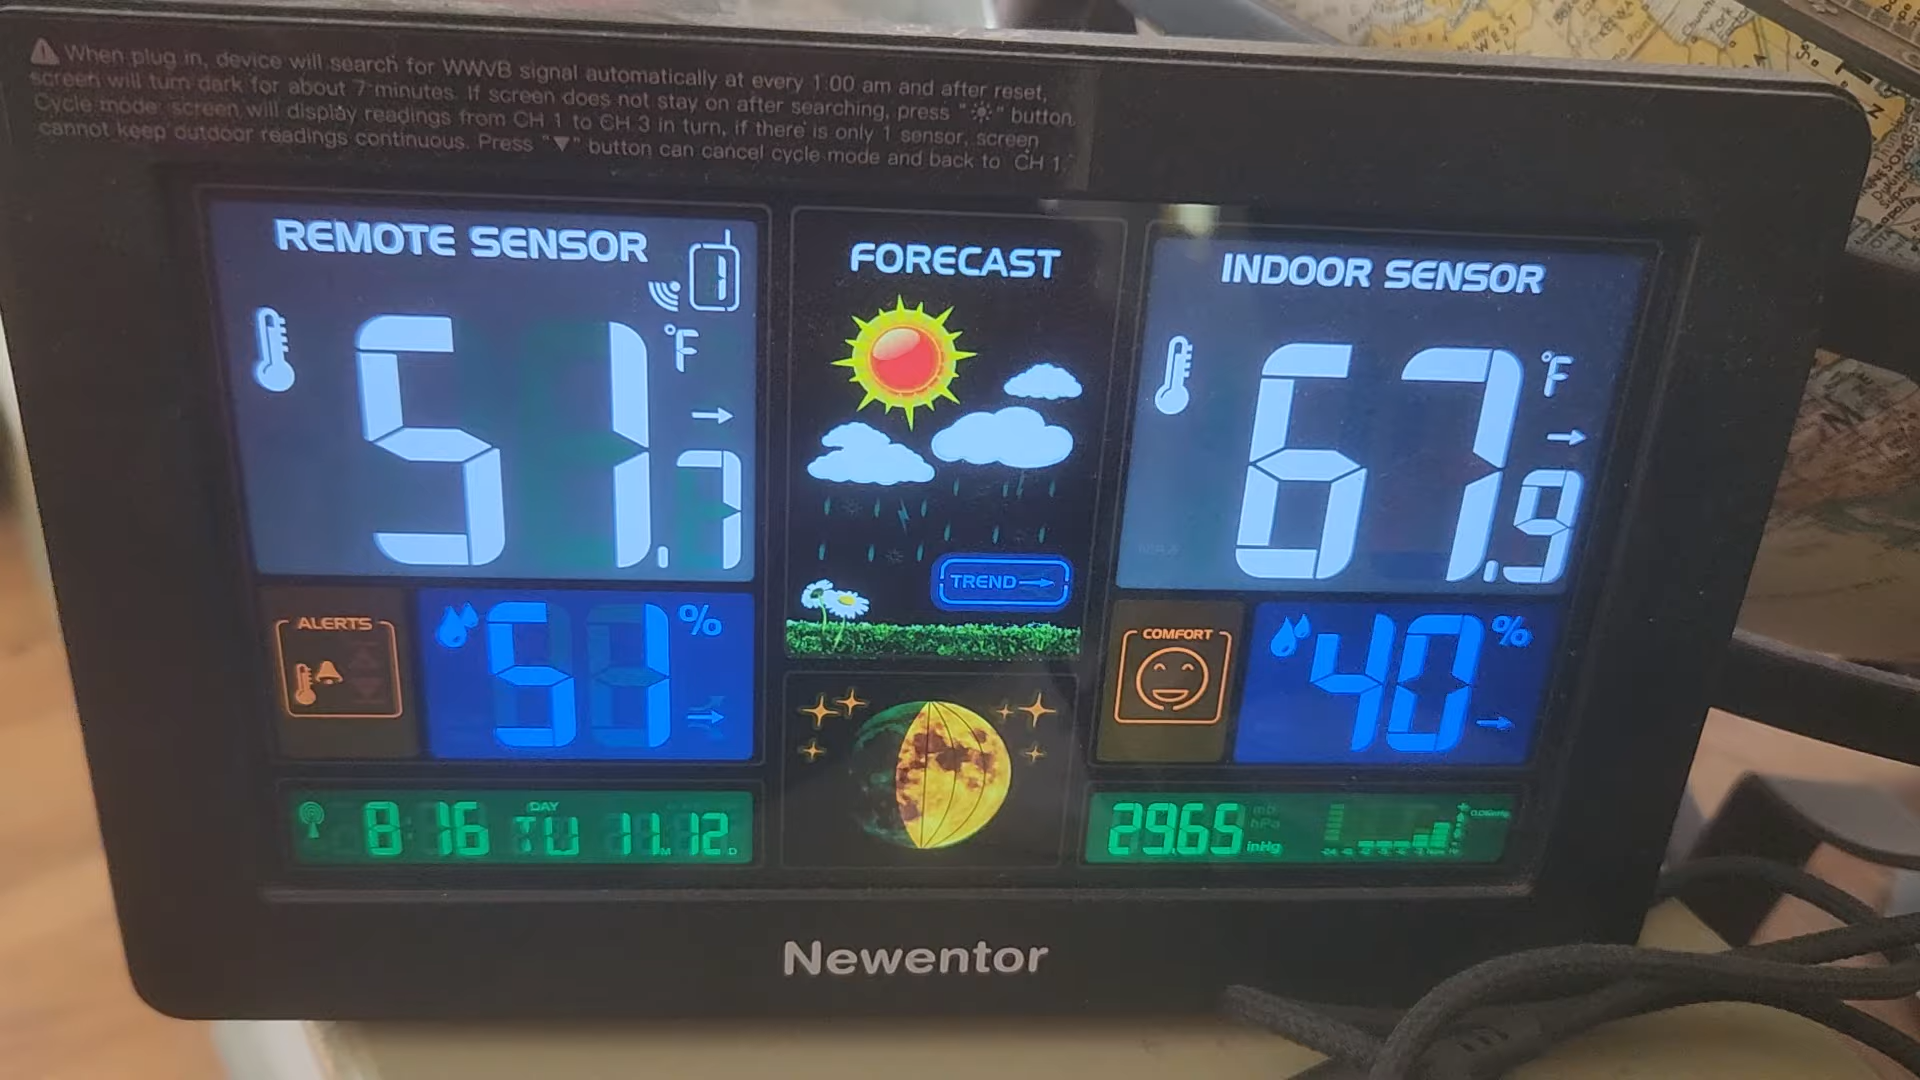 ⚠ When plug in, device will search for WWVB signal automatically at every 1:00 am and after reset,
screen will turn dark for about 7 minutes. If screen does not stay on after searching, press "☀" button.
Cycle mode: screen will display readings from CH 1 to CH 3 in turn, if there is only 1 sensor, screen
cannot keep outdoor readings continuous. Press "▼" button can cancel cycle mode and back to CH 1.
REMOTE SENSOR
1
51.7 °F
FORECAST
TREND
INDOOR SENSOR
67.9 °F
ALERTS
51 %
COMFORT
40 %
DAY
8:16 TU 11 M 12 D
29.65 inHg
mb
hPa
Newentor